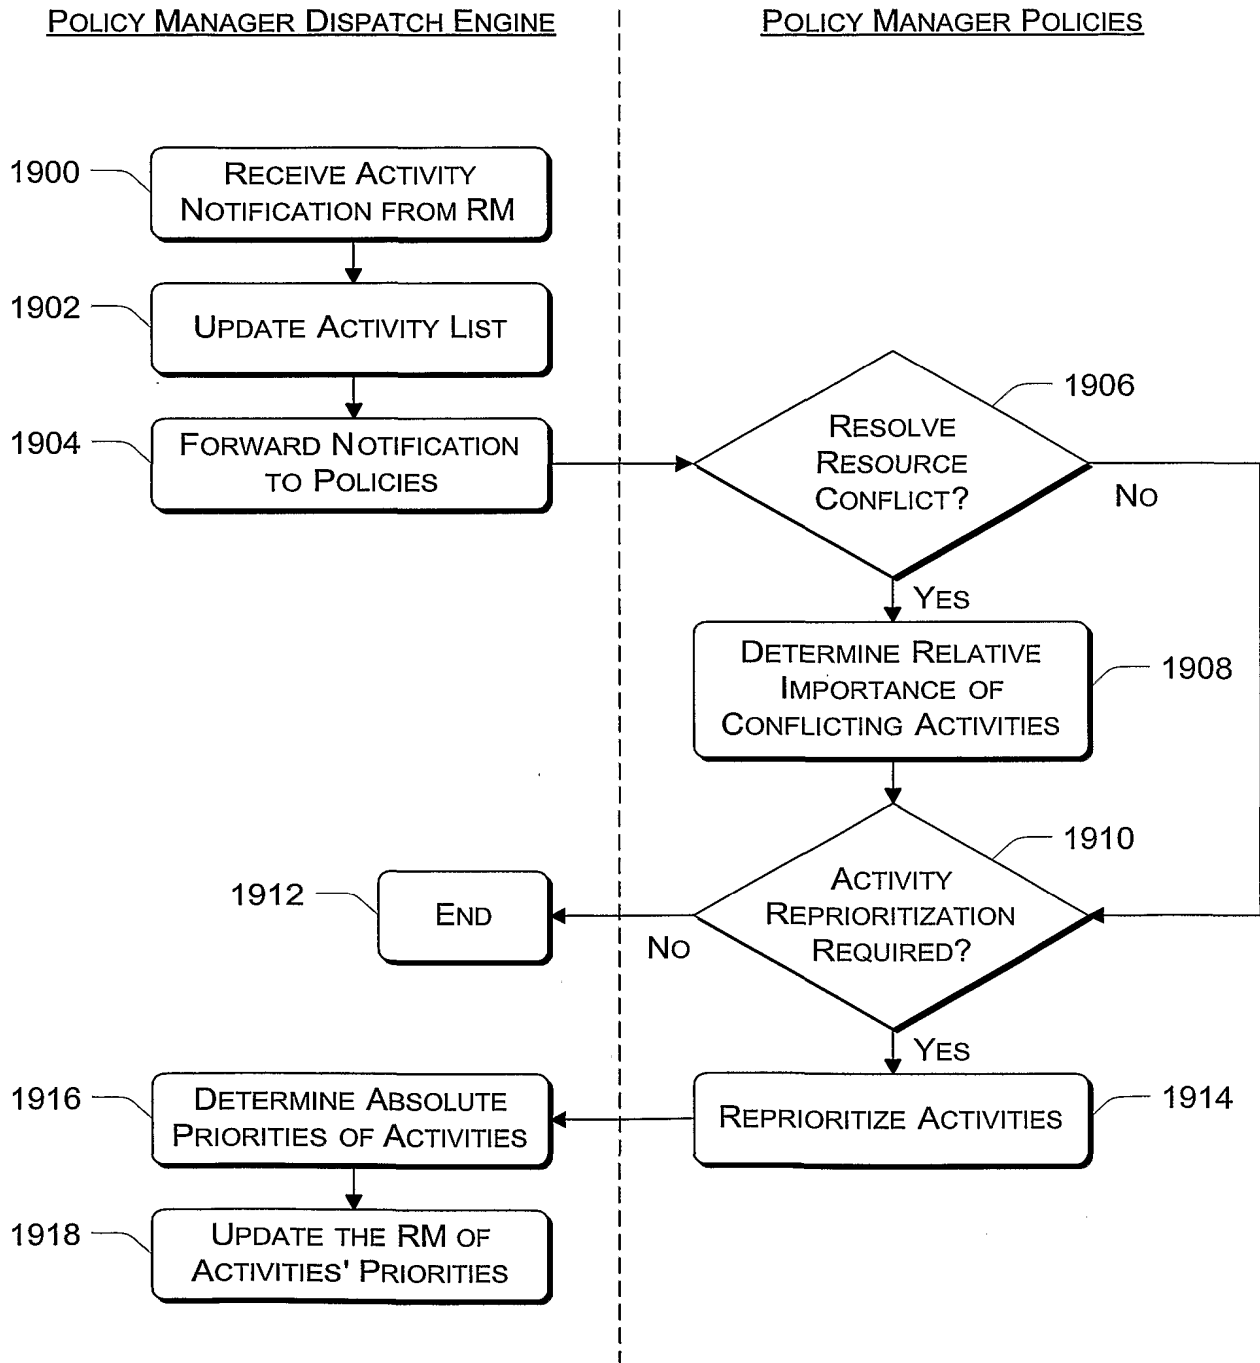 POLICY MANAGER DISPATCH ENGINE
POLICY MANAGER POLICIES
1900
RECEIVE ACTIVITY
NOTIFICATION FROM RM
1902
UPDATE ACTIVITY LIST
1904
FORWARD NOTIFICATION
TO POLICIES
1906
RESOLVE
RESOURCE
CONFLICT?
NO
YES
DETERMINE RELATIVE
IMPORTANCE OF
CONFLICTING ACTIVITIES
1908
1910
ACTIVITY
REPRIORITIZATION
REQUIRED?
1912
END
NO
YES
1914
REPRIORITIZE ACTIVITIES
1916
DETERMINE ABSOLUTE
PRIORITIES OF ACTIVITIES
1918
UPDATE THE RM OF
ACTIVITIES' PRIORITIES